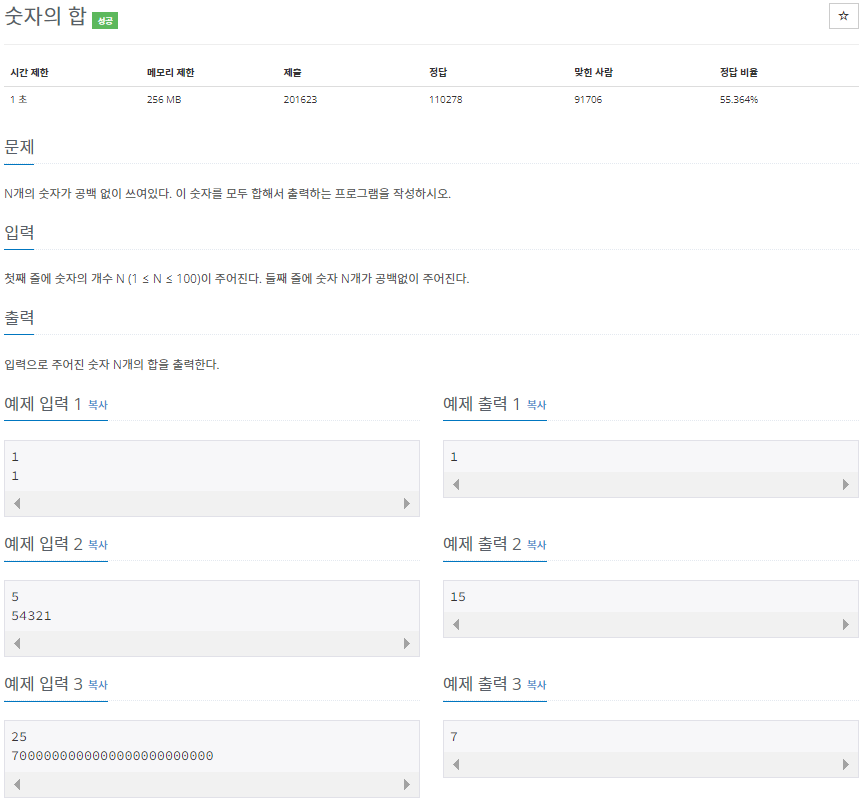 숫자의 합 성공
☆
시간 제한 메모리 제한 제출 정답 맞힌 사람 정답 비율
1 초 256 MB 201623 110278 91706 55.364%
문제
N개의 숫자가 공백 없이 쓰여있다. 이 숫자를 모두 합해서 출력하는 프로그램을 작성하시오.
입력
첫째 줄에 숫자의 개수 N (1 ≤ N ≤ 100)이 주어진다. 둘째 줄에 숫자 N개가 공백없이 주어진다.
출력
입력으로 주어진 숫자 N개의 합을 출력한다.
예제 입력 1 복사
1
1
예제 출력 1 복사
1
예제 입력 2 복사
5
54321
예제 출력 2 복사
15
예제 입력 3 복사
25
7000000000000000000000000
예제 출력 3 복사
7